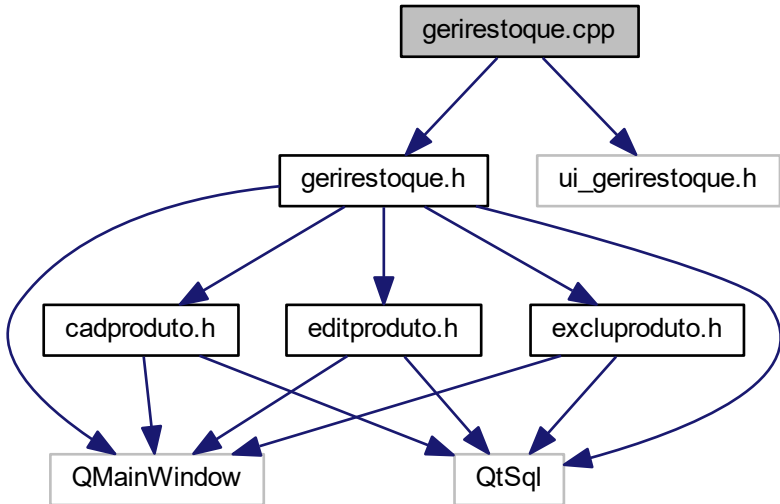 gerirestoque.cpp
gerirestoque.h
ui_gerirestoque.h
cadproduto.h
editproduto.h
excluproduto.h
QMainWindow
QtSql